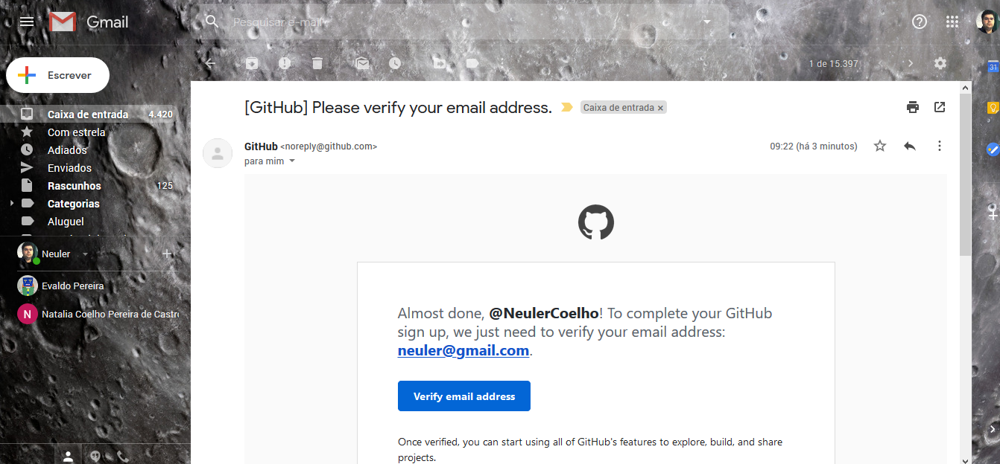 Gmail
Pesquisar e-mail
Escrever
1 de 15.397
31
Caixa de entrada 4.420
Com estrela
Adiados
Enviados
Rascunhos 125
Categorias
Aluguel
Neuler
Evaldo Pereira
N Natalia Coelho Pereira de Castro
[GitHub] Please verify your email address. Caixa de entrada ×
GitHub <noreply@github.com> 09:22 (há 3 minutos)
para mim
Almost done, @NeulerCoelho! To complete your GitHub
sign up, we just need to verify your email address:
neuler@gmail.com.
Verify email address
Once verified, you can start using all of GitHub's features to explore, build, and share
projects.